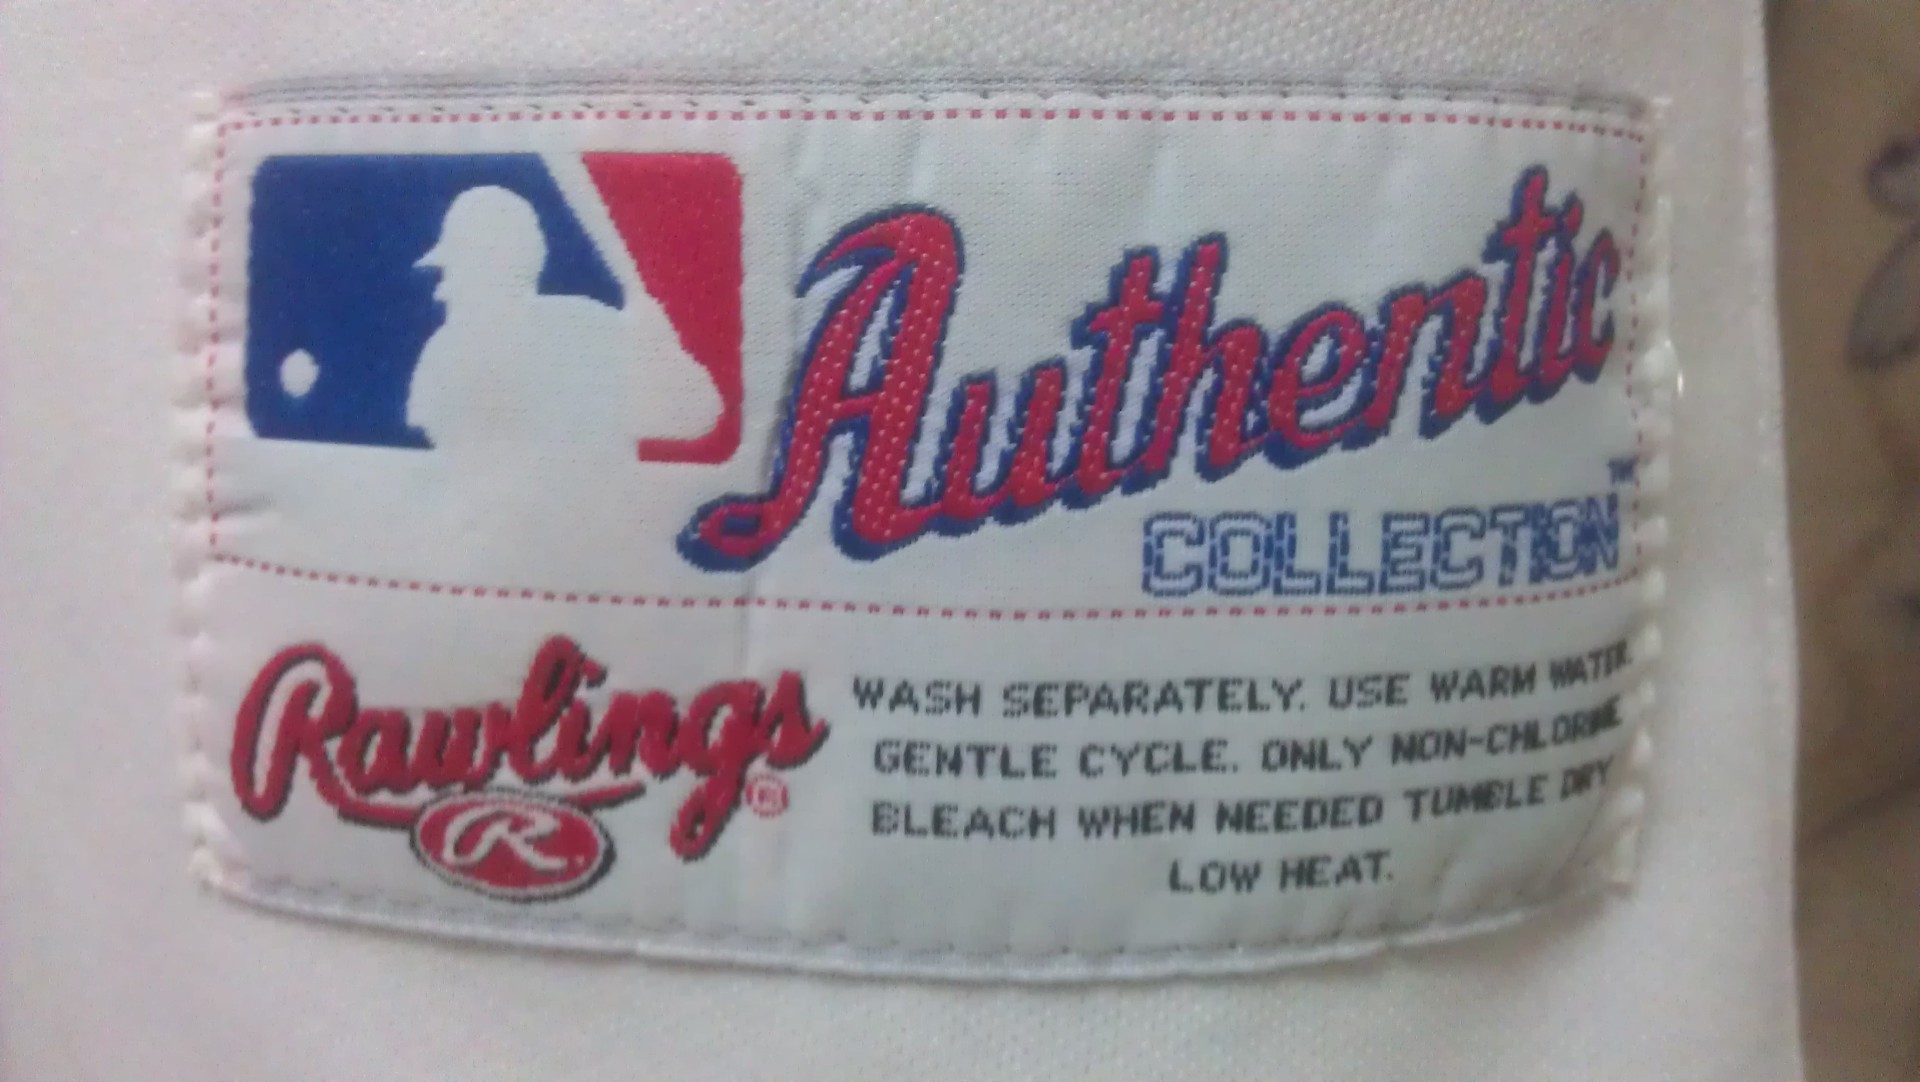 Authentic
COLLECTION™
Rawlings®
R
WASH SEPARATELY. USE WARM WATER.
GENTLE CYCLE. ONLY NON-CHLORINE
BLEACH WHEN NEEDED TUMBLE DRY
LOW HEAT.